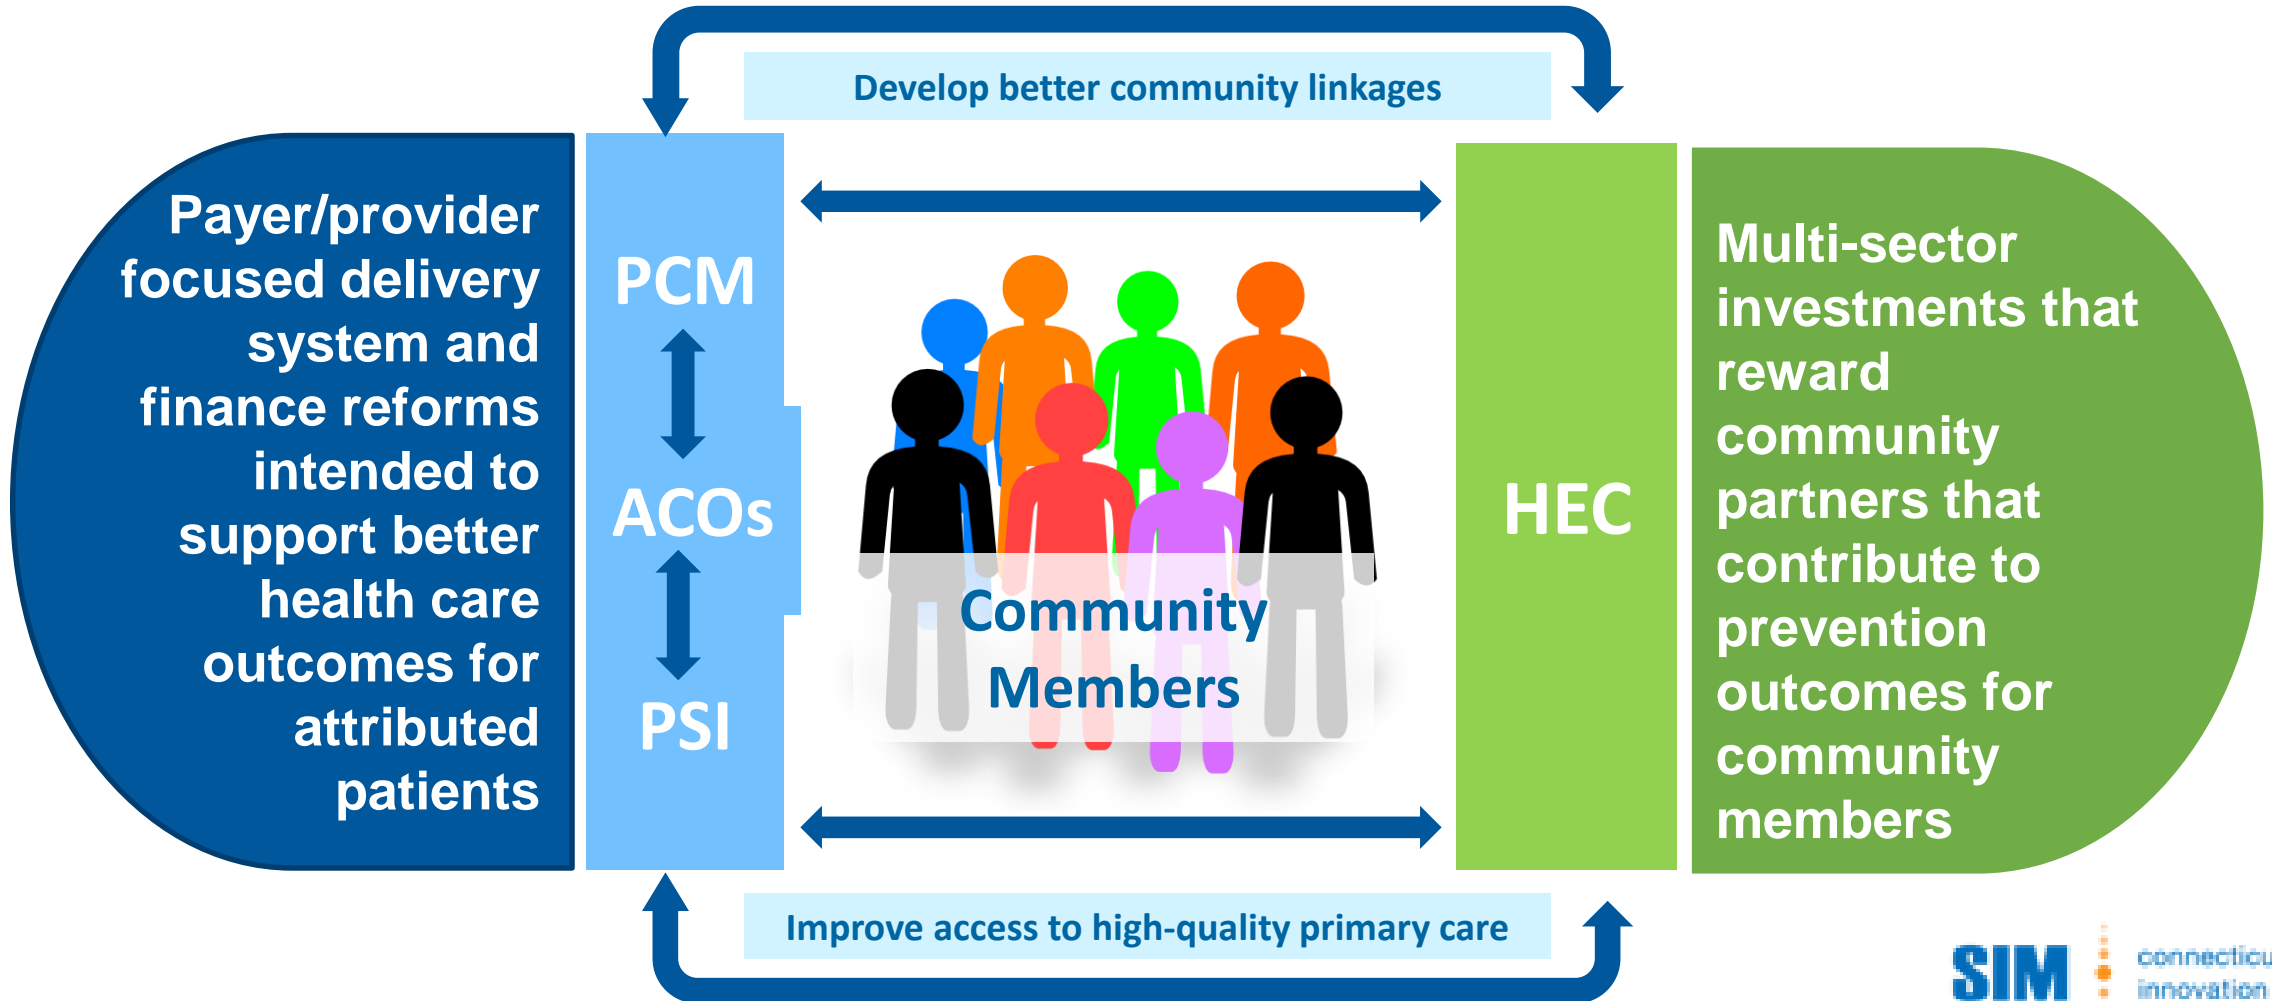 Develop better community linkages
Payer/provider
focused delivery
system and
finance reforms
intended to
support better
health care
outcomes for
attributed
patients
PCM
ACOs
PSI
Community
Members
HEC
Multi-sector
investments that
reward
community
partners that
contribute to
prevention
outcomes for
community
members
Improve access to high-quality primary care
SIM
connecticu
innovation